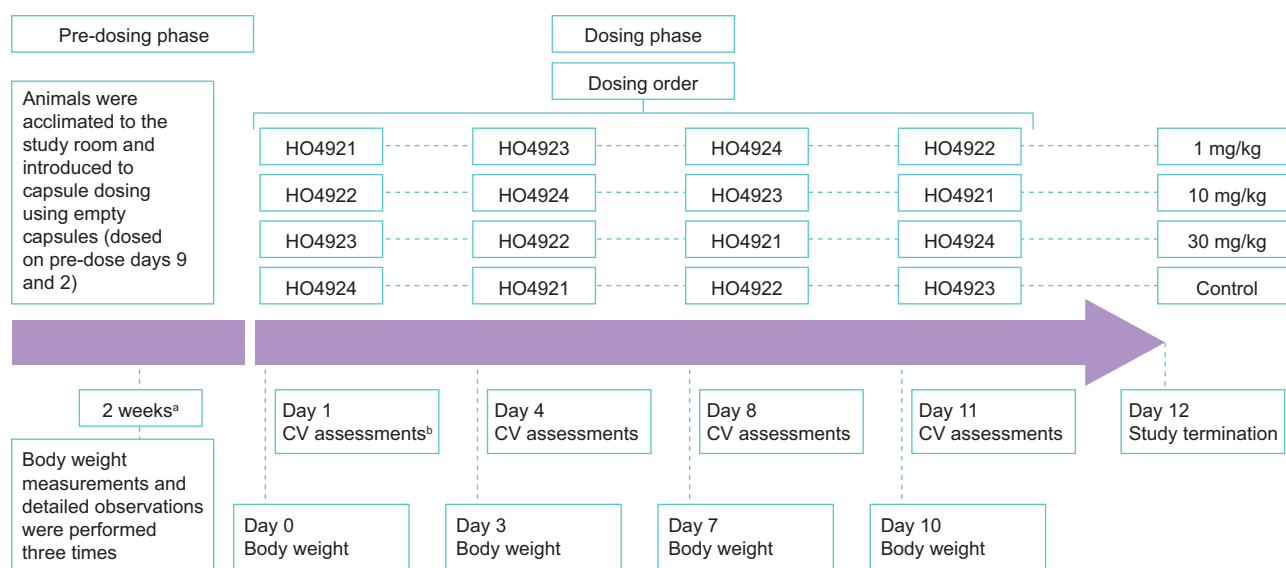 Pre-dosing phase
Dosing phase
Dosing order
Animals were
acclimated to the
study room and
introduced to
capsule dosing
using empty
capsules (dosed
on pre-dose days 9
and 2)
HO4921
HO4923
HO4924
HO4922
1 mg/kg
HO4922
HO4924
HO4923
HO4921
10 mg/kg
HO4923
HO4922
HO4921
HO4924
30 mg/kg
HO4924
HO4921
HO4922
HO4923
Control
2 weeksᵃ
Body weight
measurements and
detailed observations
were performed
three times
Day 1
CV assessmentsᵇ
Day 4
CV assessments
Day 8
CV assessments
Day 11
CV assessments
Day 12
Study termination
Day 0
Body weight
Day 3
Body weight
Day 7
Body weight
Day 10
Body weight